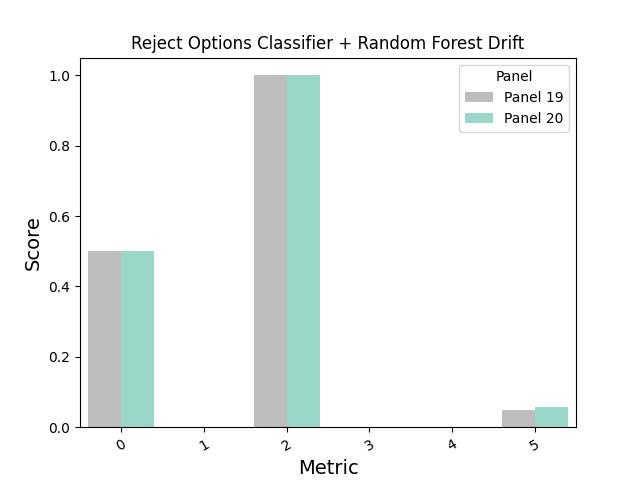 Reject Options Classifier + Random Forest Drift
Panel
Panel 19
Panel 20
Score
1.0
0.8
0.6
0.4
0.2
0.0
0 1 2 3 4 5
Metric